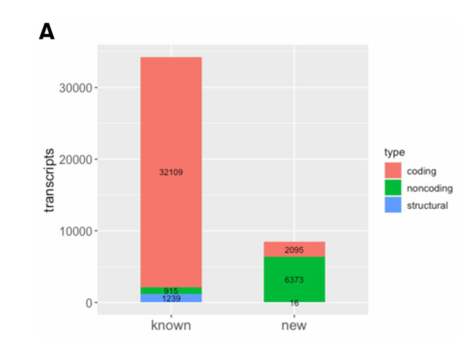 A
transcripts
30000
20000
10000
0
32109
915
1239
2095
6373
16
known
new
type
coding
noncoding
structural